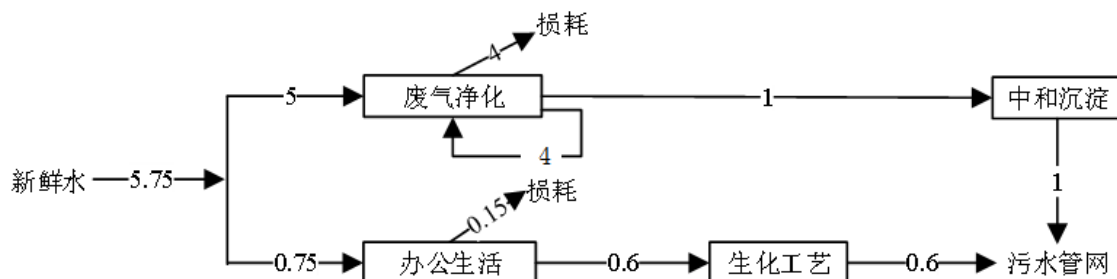 损耗
4
5
废气净化
1
中和沉淀
4
新鲜水
5.75
损耗
0.15
1
0.75
办公生活
0.6
生化工艺
0.6
污水管网